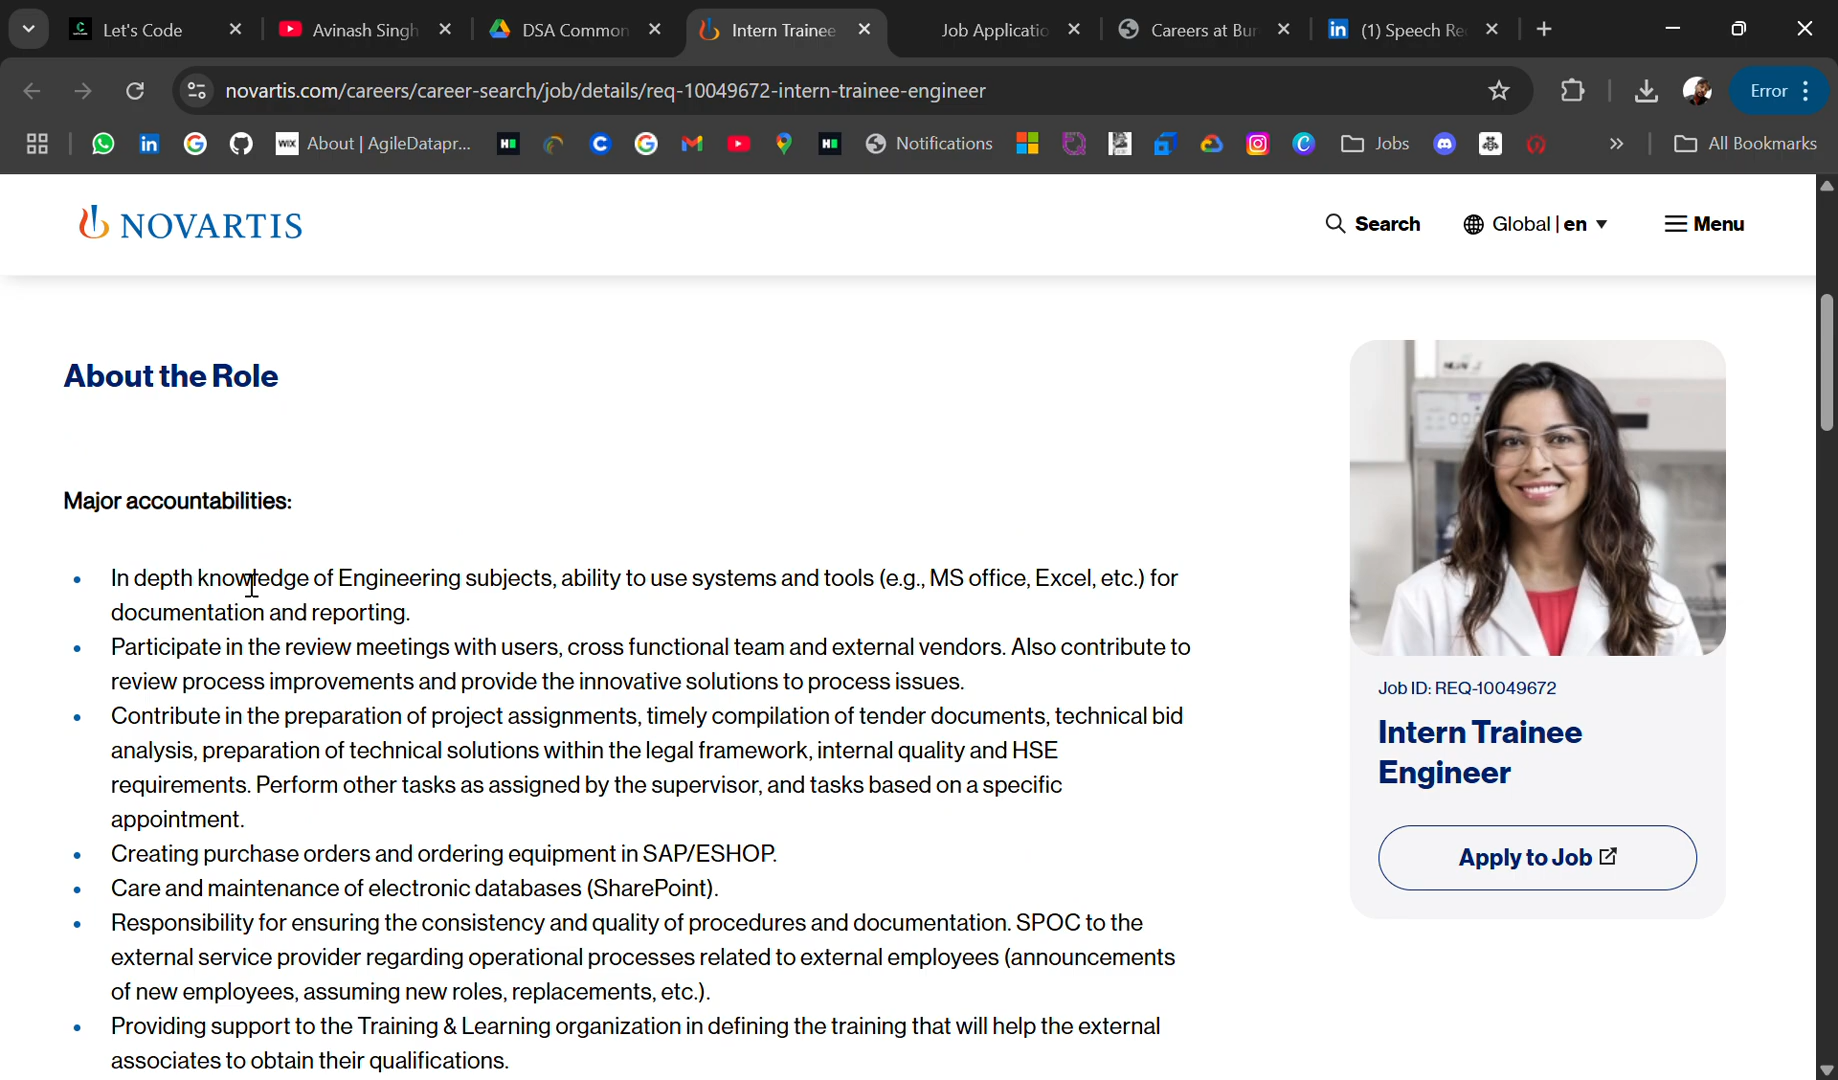 Let's Code
Avinash Singh
DSA Common
Intern Trainee
Job Applicatio
Careers at Bur
(1) Speech Re
novartis.com/careers/career-search/job/details/req-10049672-intern-trainee-engineer
Error
About | AgileDatapr...
Notifications
Jobs
All Bookmarks
NOVARTIS
Search
Global | en
Menu
About the Role
Major accountabilities:
In depth knowledge of Engineering subjects, ability to use systems and tools (e.g., MS office, Excel, etc.) for
documentation and reporting.
Participate in the review meetings with users, cross functional team and external vendors. Also contribute to
review process improvements and provide the innovative solutions to process issues.
Contribute in the preparation of project assignments, timely compilation of tender documents, technical bid
analysis, preparation of technical solutions within the legal framework, internal quality and HSE
requirements. Perform other tasks as assigned by the supervisor, and tasks based on a specific
appointment.
Creating purchase orders and ordering equipment in SAP/ESHOP.
Care and maintenance of electronic databases (SharePoint).
Responsibility for ensuring the consistency and quality of procedures and documentation. SPOC to the
external service provider regarding operational processes related to external employees (announcements
of new employees, assuming new roles, replacements, etc.).
Providing support to the Training & Learning organization in defining the training that will help the external
associates to obtain their qualifications.
Job ID: REQ-10049672
Intern Trainee
Engineer
Apply to Job